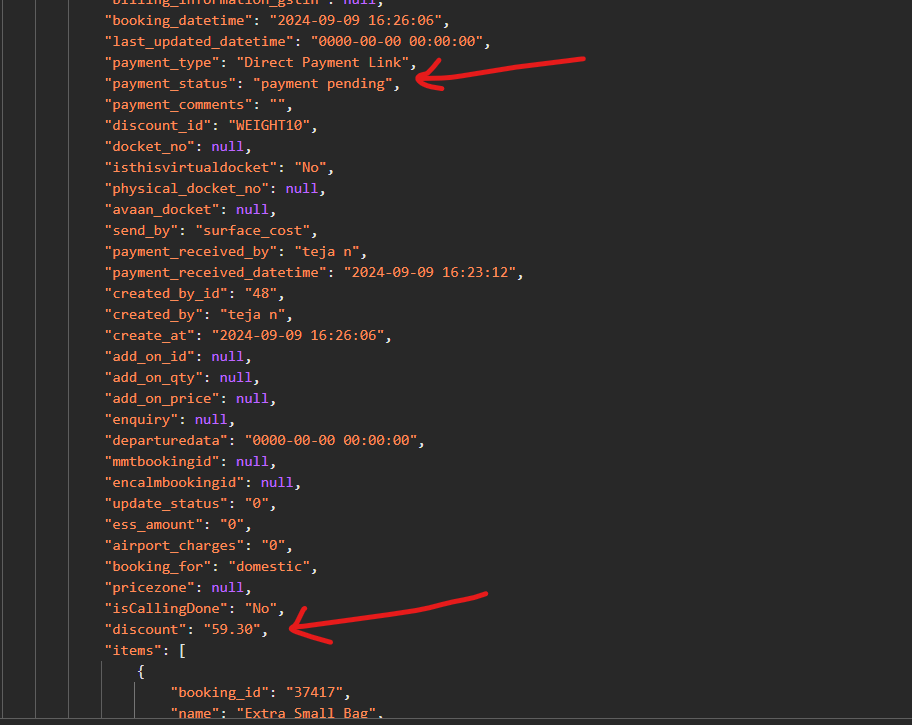 "billing_information_gstin": null,
"booking_datetime": "2024-09-09 16:26:06",
"last_updated_datetime": "0000-00-00 00:00:00",
"payment_type": "Direct Payment Link",
"payment_status": "payment pending",
"payment_comments": "",
"discount_id": "WEIGHT10",
"docket_no": null,
"isthisvirtualdocket": "No",
"physical_docket_no": null,
"avaan_docket": null,
"send_by": "surface_cost",
"payment_received_by": "teja n",
"payment_received_datetime": "2024-09-09 16:23:12",
"created_by_id": "48",
"created_by": "teja n",
"create_at": "2024-09-09 16:26:06",
"add_on_id": null,
"add_on_qty": null,
"add_on_price": null,
"enquiry": null,
"departuredata": "0000-00-00 00:00:00",
"mmtbookingid": null,
"encalmbookingid": null,
"update_status": "0",
"ess_amount": "0",
"airport_charges": "0",
"booking_for": "domestic",
"pricezone": null,
"isCallingDone": "No",
"discount": "59.30",
"items": [
{
"booking_id": "37417",
"name": "Extra Small Bag",